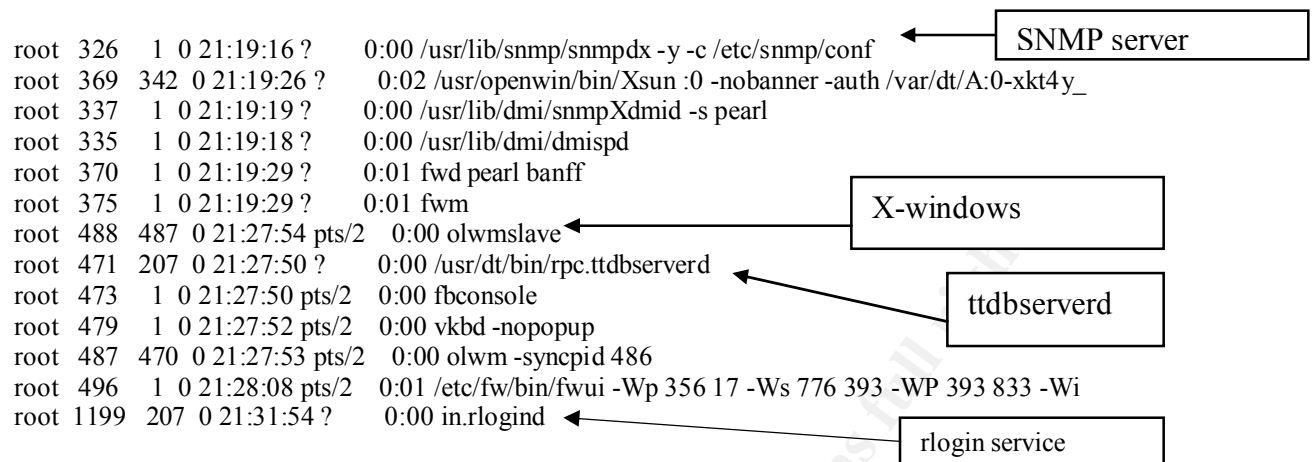 SNMP server
root 326 1 0 21:19:16 ? 0:00 /usr/lib/snmp/snmpdx -y -c /etc/snmp/conf
root 369 342 0 21:19:26 ? 0:02 /usr/openwin/bin/Xsun :0 -nobanner -auth /var/dt/A:0-xkt4y_
root 337 1 0 21:19:19 ? 0:00 /usr/lib/dmi/snmpXdmid -s pearl
root 335 1 0 21:19:18 ? 0:00 /usr/lib/dmi/dmispd
root 370 1 0 21:19:29 ? 0:01 fwd pearl banff
root 375 1 0 21:19:29 ? 0:01 fwm
X-windows
root 488 487 0 21:27:54 pts/2 0:00 olwmslave
root 471 207 0 21:27:50 ? 0:00 /usr/dt/bin/rpc.ttdbserverd
root 473 1 0 21:27:50 pts/2 0:00 fbconsole
ttdbserverd
root 479 1 0 21:27:52 pts/2 0:00 vkbd -nopopup
root 487 470 0 21:27:53 pts/2 0:00 olwm -syncpid 486
root 496 1 0 21:28:08 pts/2 0:01 /etc/fw/bin/fwui -Wp 356 17 -Ws 776 393 -WP 393 833 -Wi
root 1199 207 0 21:31:54 ? 0:00 in.rlogind
rlogin service